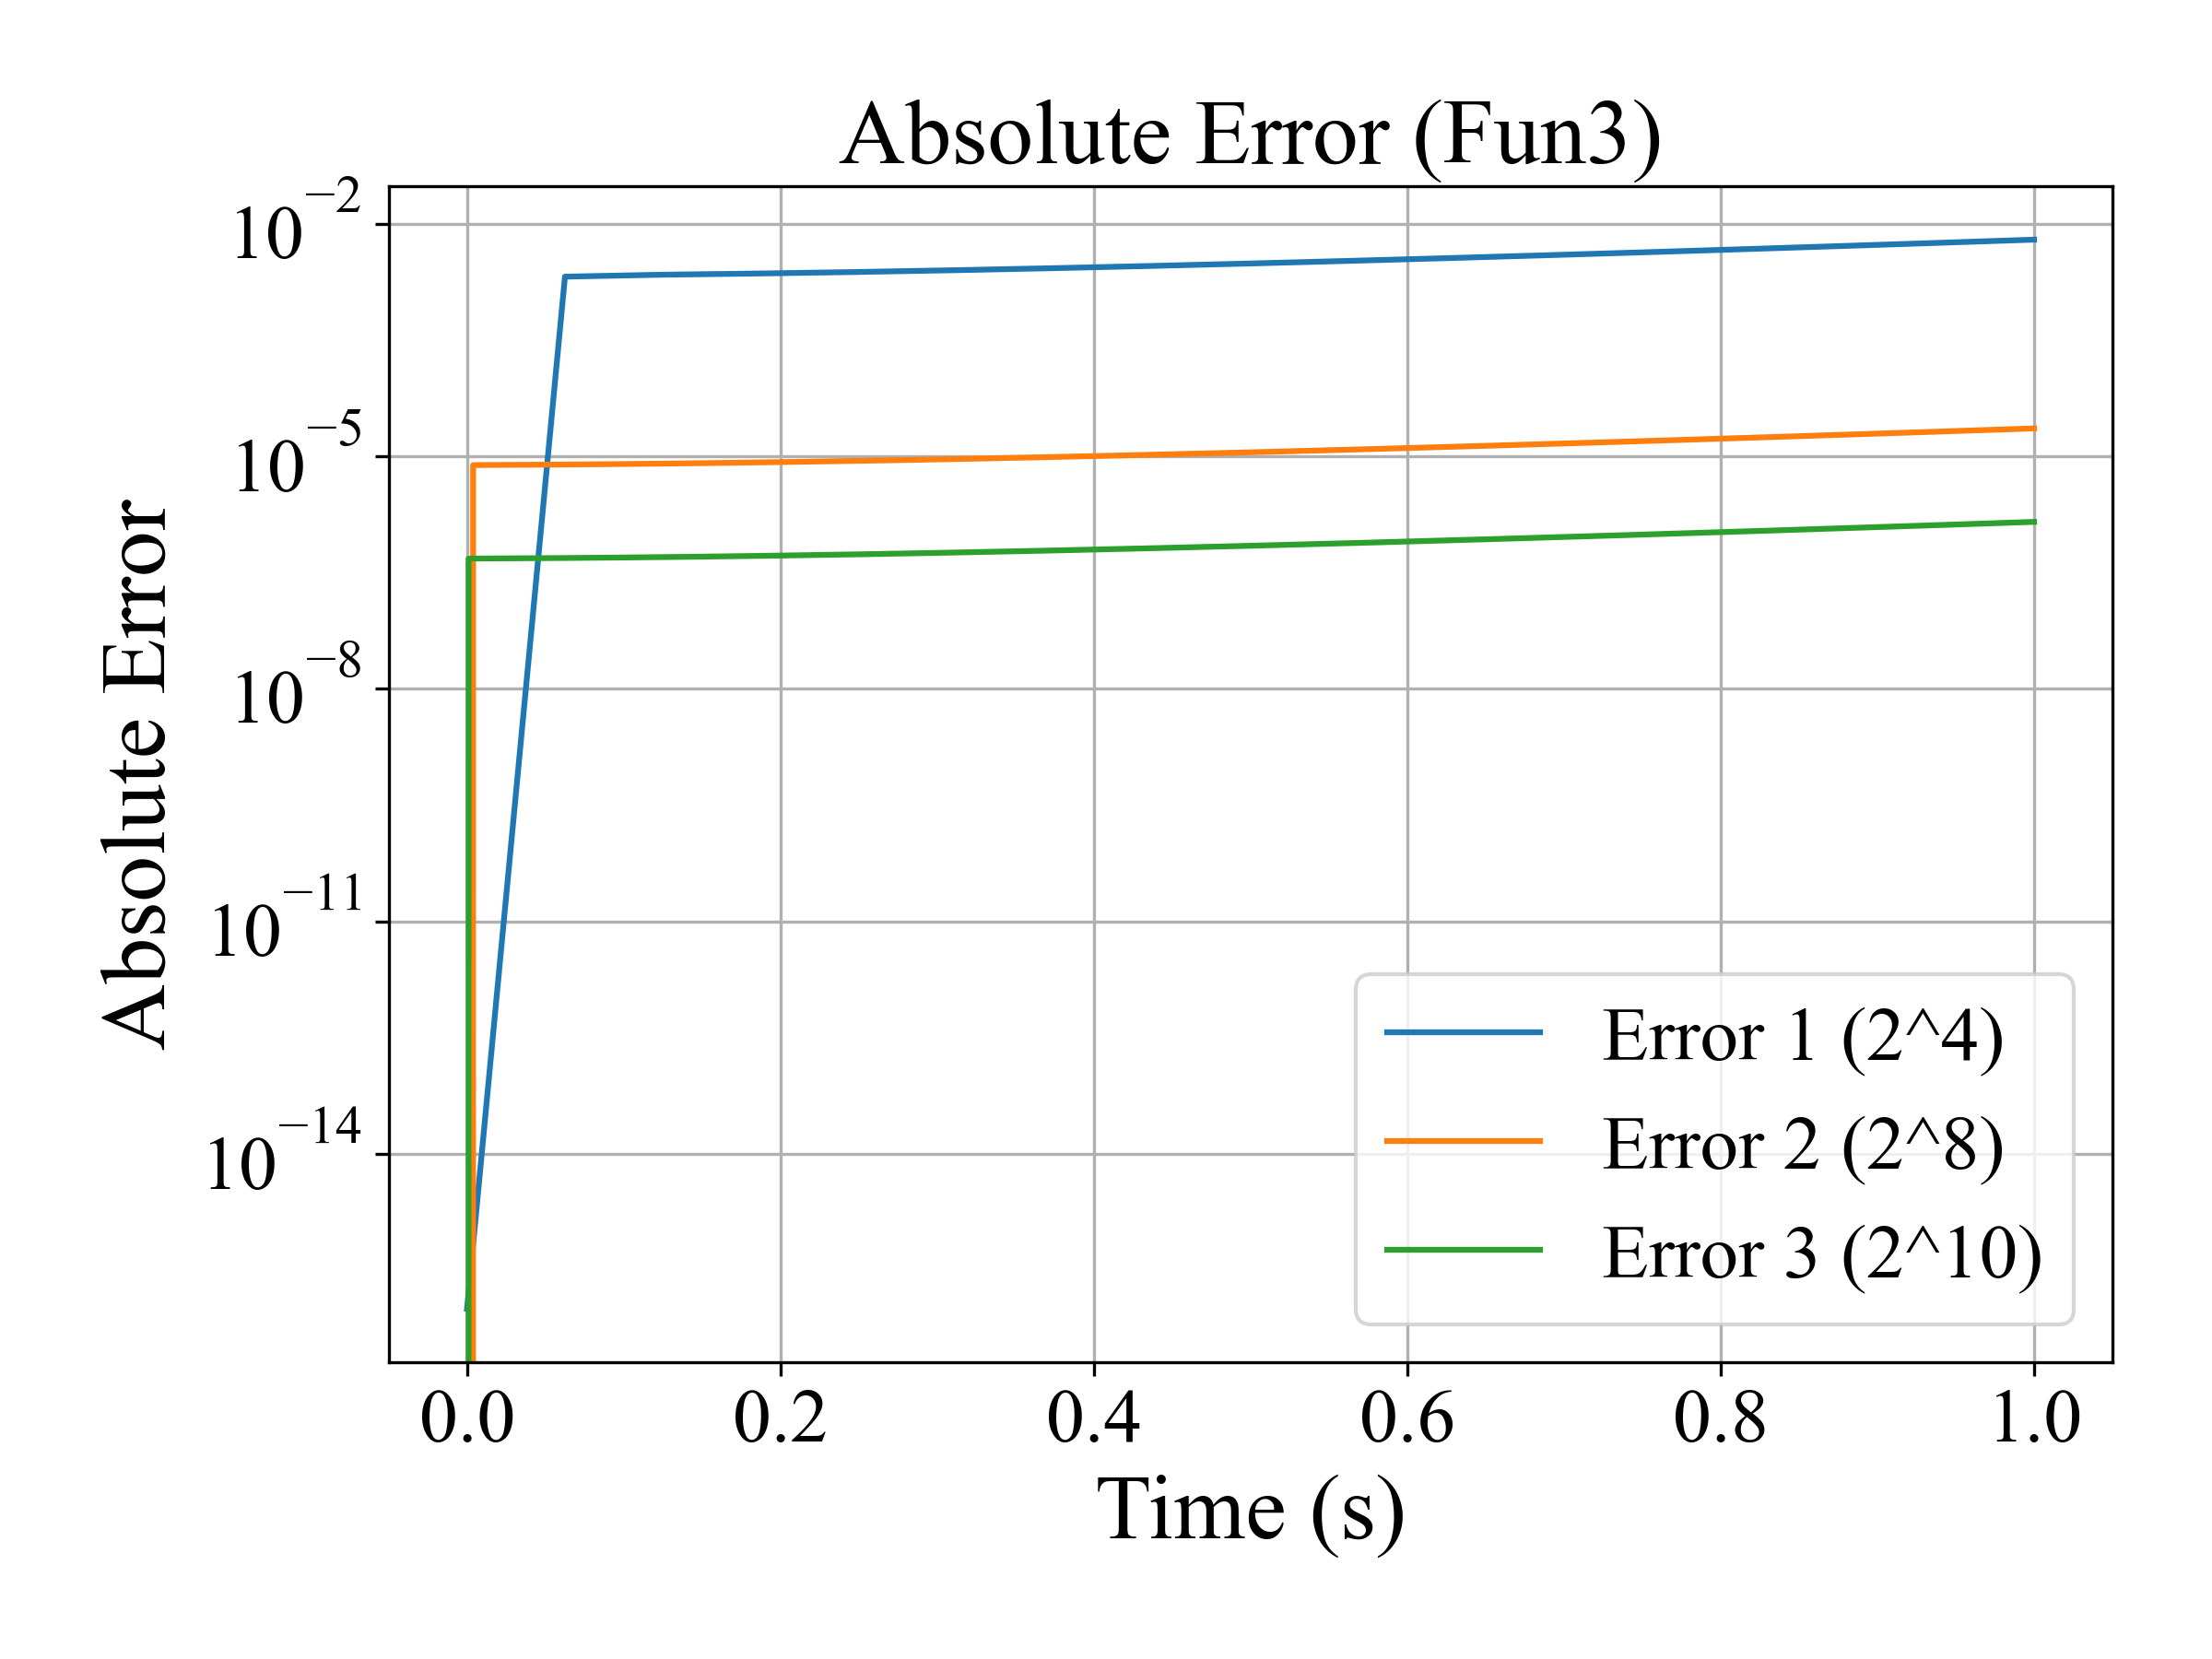 Absolute Error (Fun3)
10^−2
10^−5
10^−8
10^−11
10^−14
Absolute Error
Error 1 (2^4)
Error 2 (2^8)
Error 3 (2^10)
0.0 0.2 0.4 0.6 0.8 1.0
Time (s)